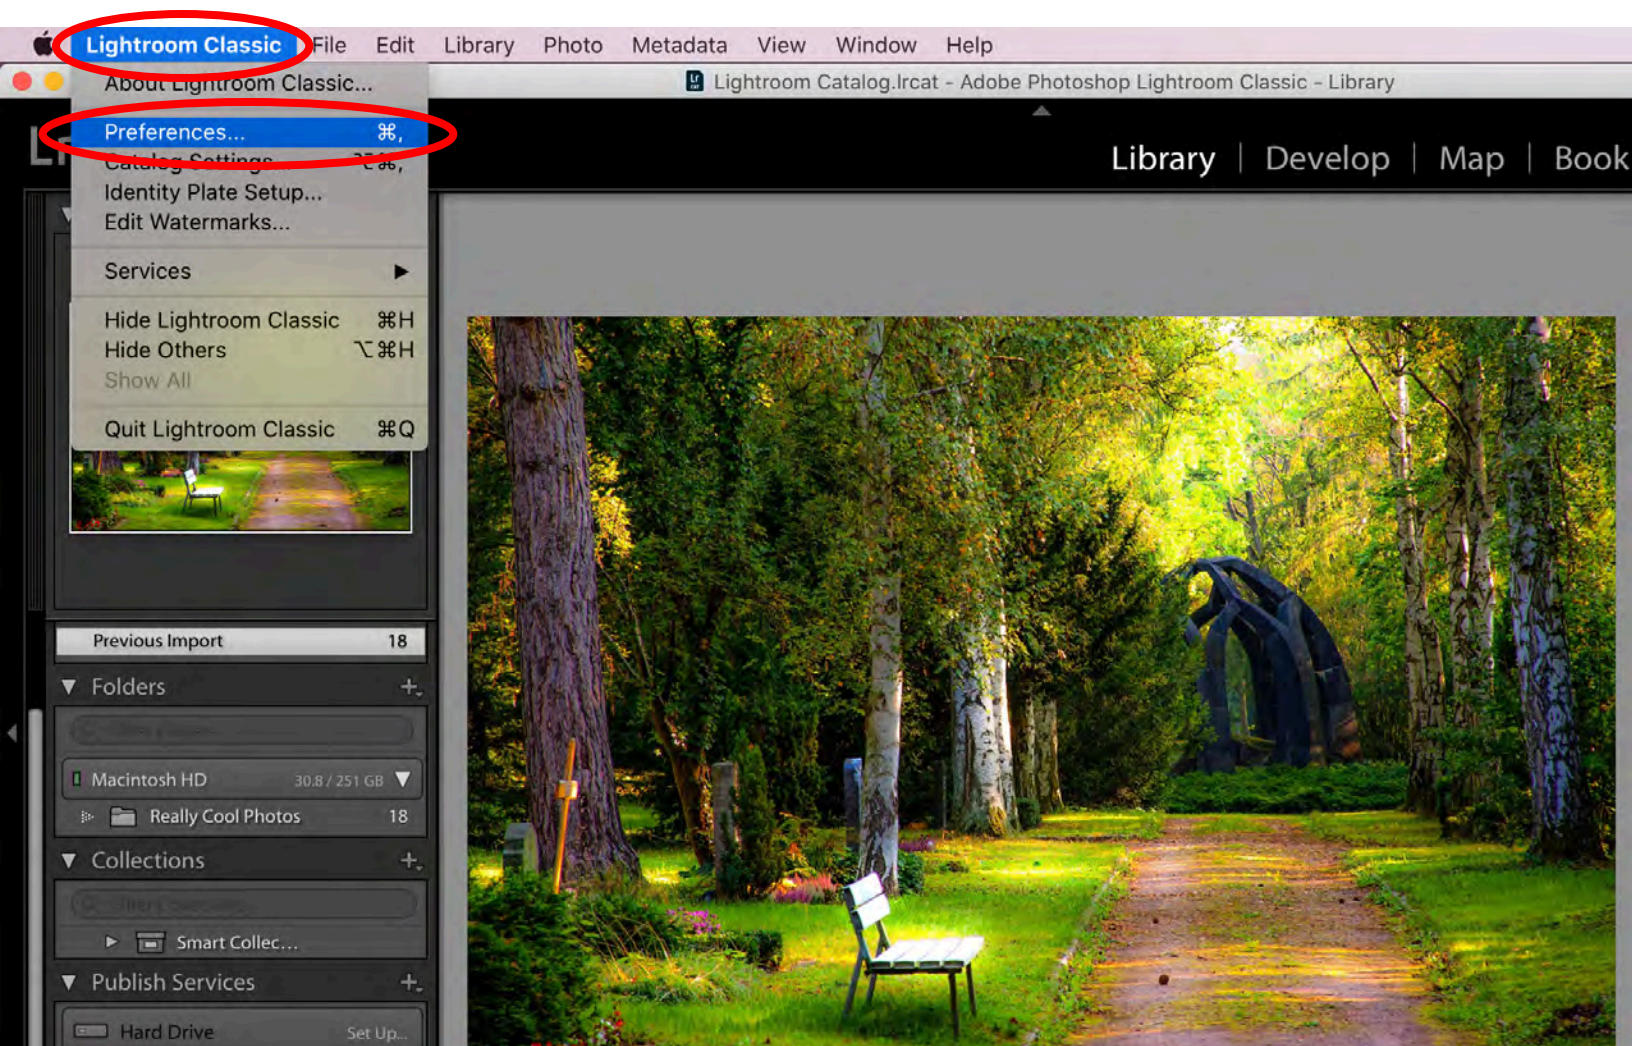 Lightroom Classic File Edit Library Photo Metadata View Window Help
Lightroom Catalog.lrcat - Adobe Photoshop Lightroom Classic - Library
About Lightroom Classic...
Preferences... ⌘,
Catalog Settings... ⌥⌘,
Identity Plate Setup...
Edit Watermarks...
Services
Hide Lightroom Classic ⌘H
Hide Others ⌥⌘H
Show All
Quit Lightroom Classic ⌘Q
Library | Develop | Map | Book
Previous Import 18
Folders
Macintosh HD 30.8 / 251 GB
Really Cool Photos 18
Collections
Smart Collec...
Publish Services
Hard Drive Set Up...